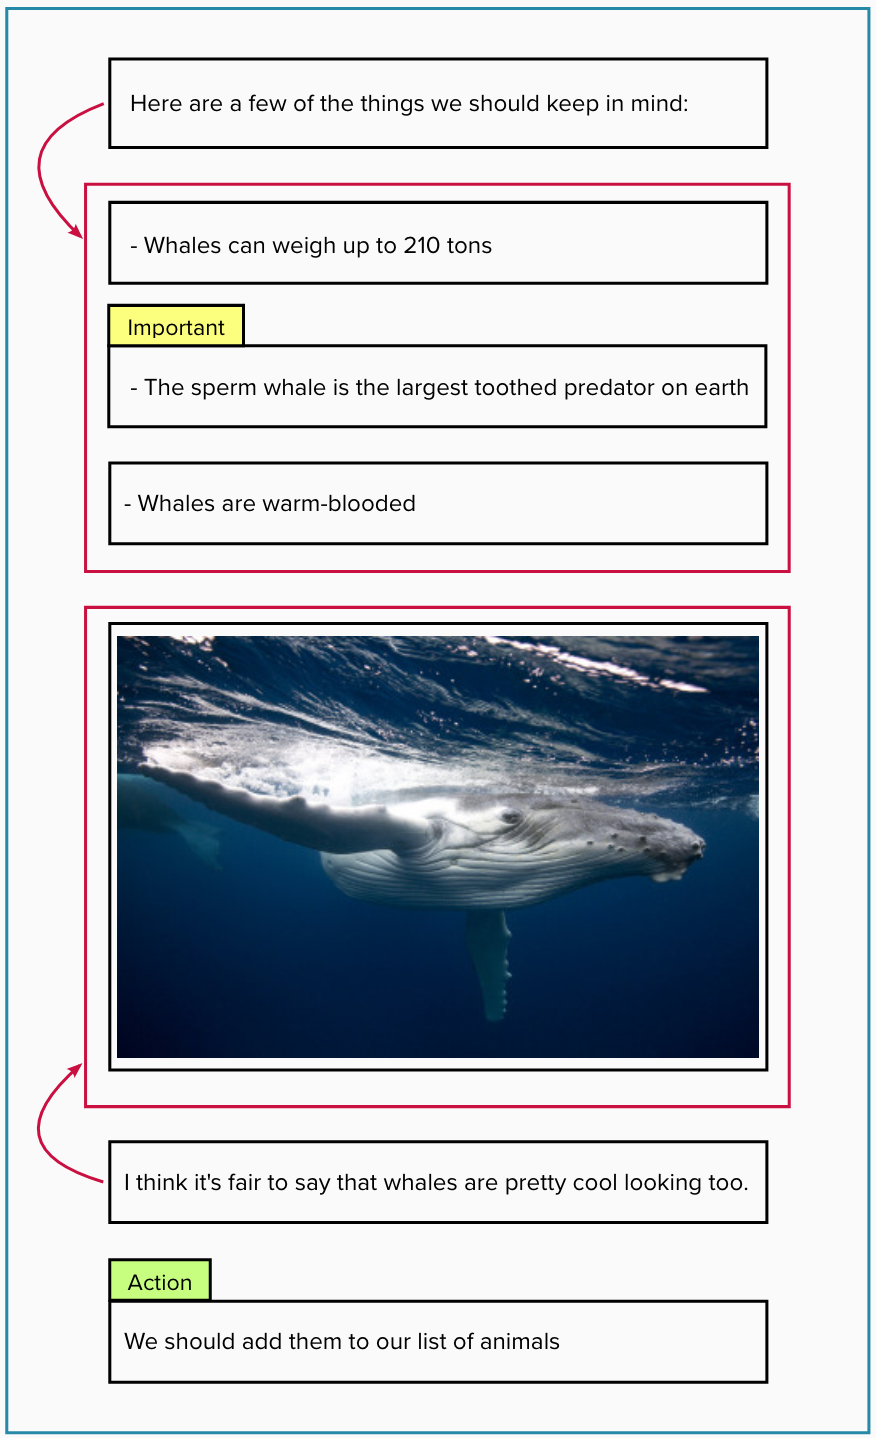 Here are a few of the things we should keep in mind:
- Whales can weigh up to 210 tons
Important
- The sperm whale is the largest toothed predator on earth
- Whales are warm-blooded
I think it's fair to say that whales are pretty cool looking too.
Action
We should add them to our list of animals